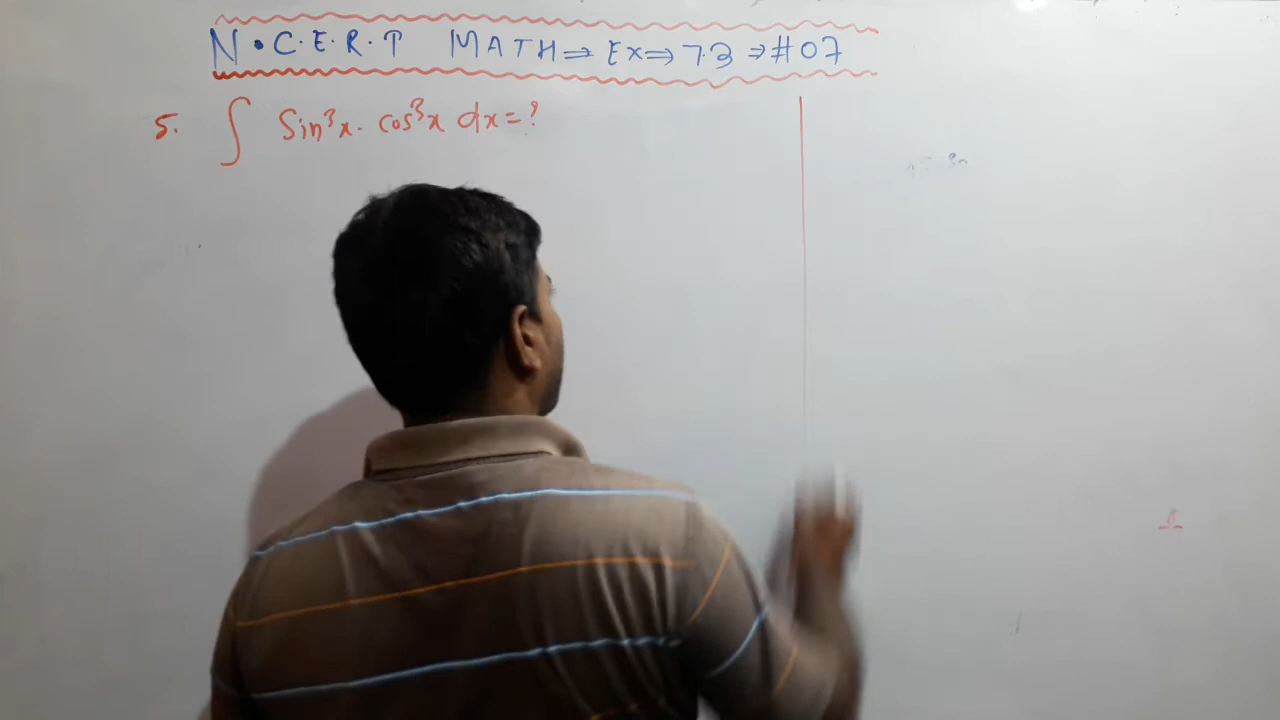 N•C.E.R.T MATH⇒Ex⇒7.3⇒#07
5. ∫ Sin³x. cos³x dx=?